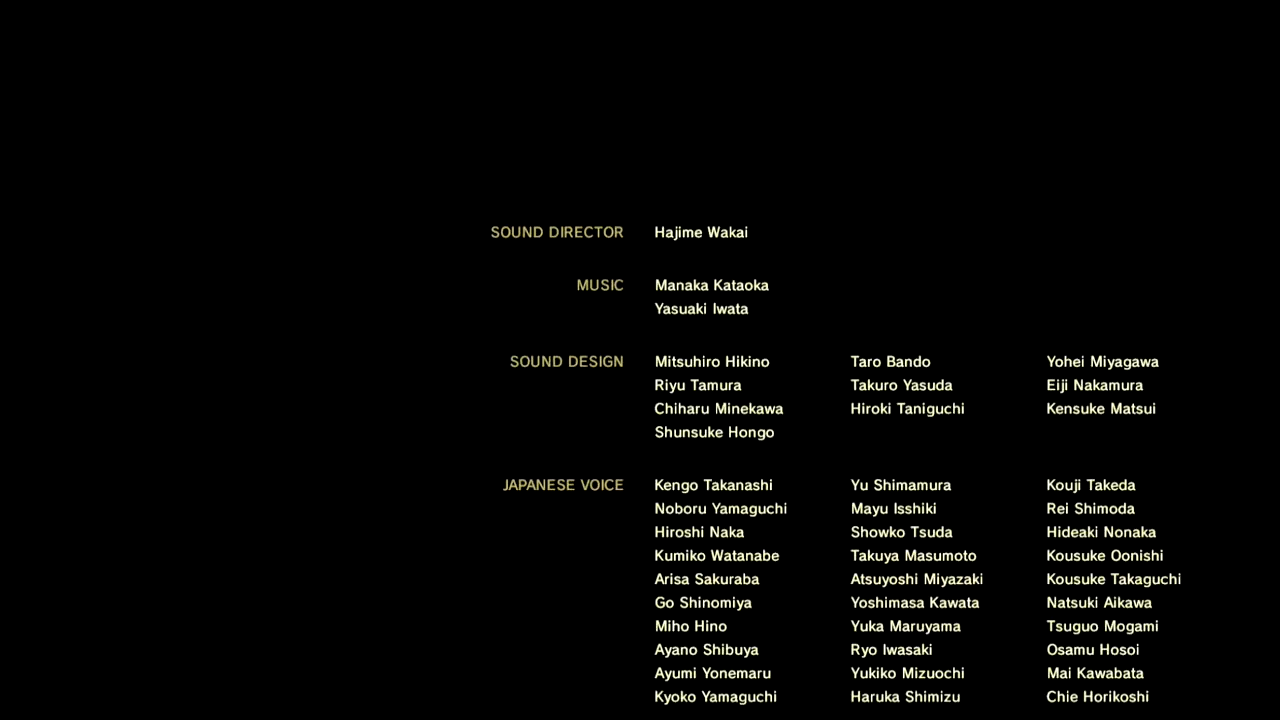 SOUND DIRECTOR Hajime Wakai
MUSIC Manaka Kataoka
Yasuaki Iwata
SOUND DESIGN Mitsuhiro Hikino Taro Bando Yohei Miyagawa
Riyu Tamura Takuro Yasuda Eiji Nakamura
Chiharu Minekawa Hiroki Taniguchi Kensuke Matsui
Shunsuke Hongo
JAPANESE VOICE Kengo Takanashi Yu Shimamura Kouji Takeda
Noboru Yamaguchi Mayu Isshiki Rei Shimoda
Hiroshi Naka Showko Tsuda Hideaki Nonaka
Kumiko Watanabe Takuya Masumoto Kousuke Oonishi
Arisa Sakuraba Atsuyoshi Miyazaki Kousuke Takaguchi
Go Shinomiya Yoshimasa Kawata Natsuki Aikawa
Miho Hino Yuka Maruyama Tsuguo Mogami
Ayano Shibuya Ryo Iwasaki Osamu Hosoi
Ayumi Yonemaru Yukiko Mizuochi Mai Kawabata
Kyoko Yamaguchi Haruka Shimizu Chie Horikoshi